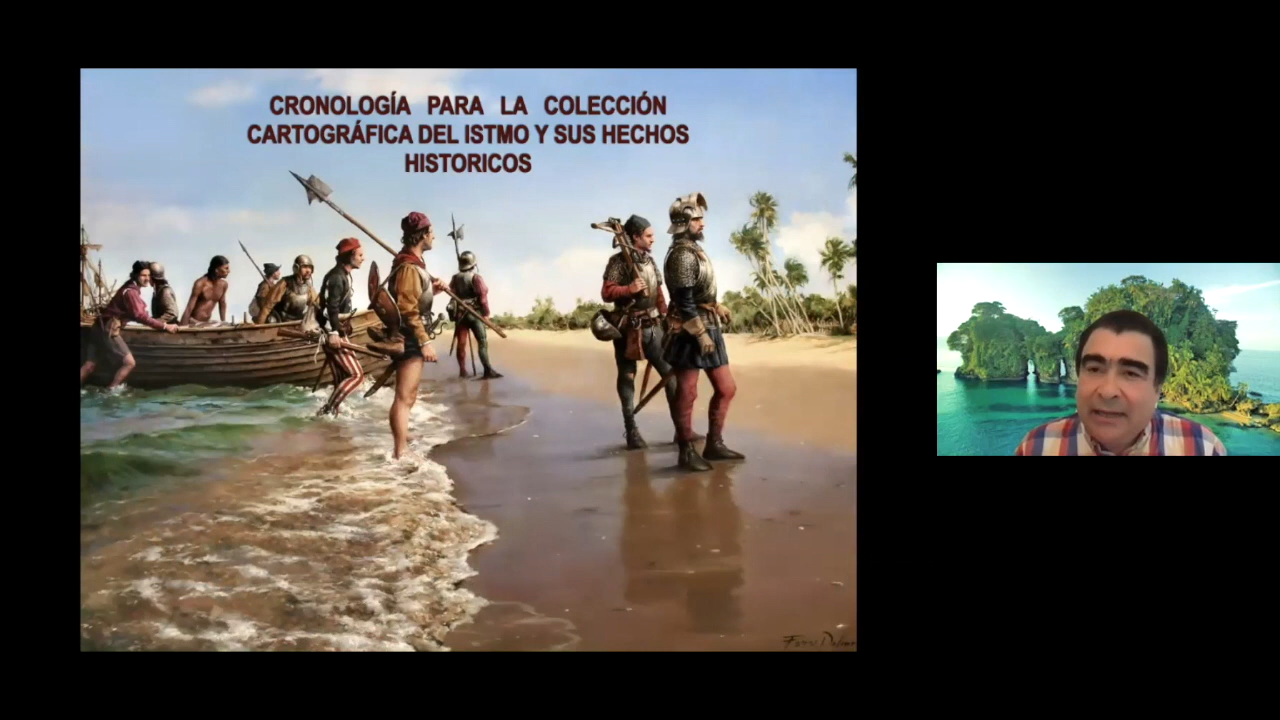 CRONOLOGÍA PARA LA COLECCIÓN
CARTOGRÁFICA DEL ISTMO Y SUS HECHOS
HISTORICOS